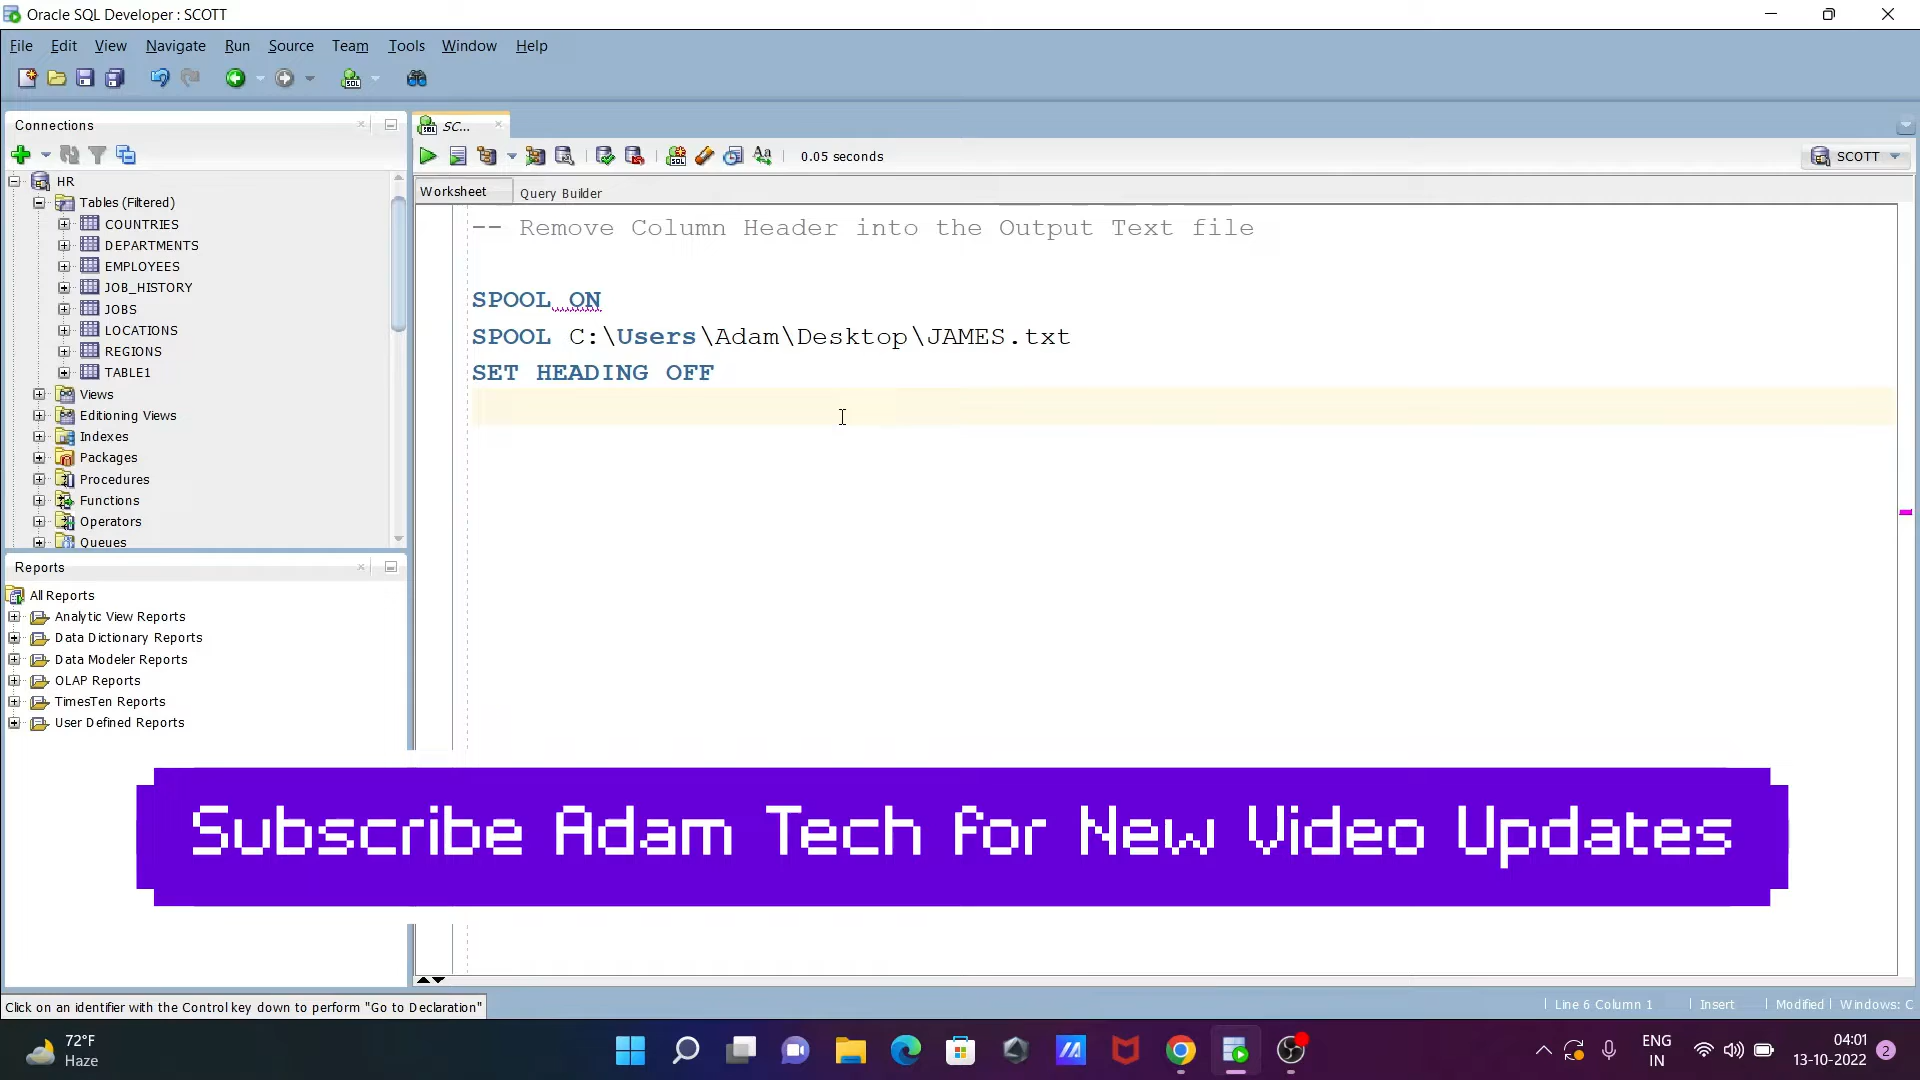 Oracle SQL Developer : SCOTT
File Edit View Navigate Run Source Team Tools Window Help
Connections
SC...
0.05 seconds
SCOTT
Worksheet
Query Builder
HR
Tables (Filtered)
COUNTRIES
DEPARTMENTS
EMPLOYEES
JOB_HISTORY
JOBS
LOCATIONS
REGIONS
TABLE1
Views
Editioning Views
Indexes
Packages
Procedures
Functions
Operators
Queues
-- Remove Column Header into the Output Text file
SPOOL ON
SPOOL C:\Users\Adam\Desktop\JAMES.txt
SET HEADING OFF
Reports
All Reports
Analytic View Reports
Data Dictionary Reports
Data Modeler Reports
OLAP Reports
TimesTen Reports
User Defined Reports
Subscribe Adam Tech for New Video Updates
Click on an identifier with the Control key down to perform "Go to Declaration"
Line 6 Column 1
Insert
Modified
Windows: C
72°F
Haze
ENG
IN
04:01
13-10-2022
2